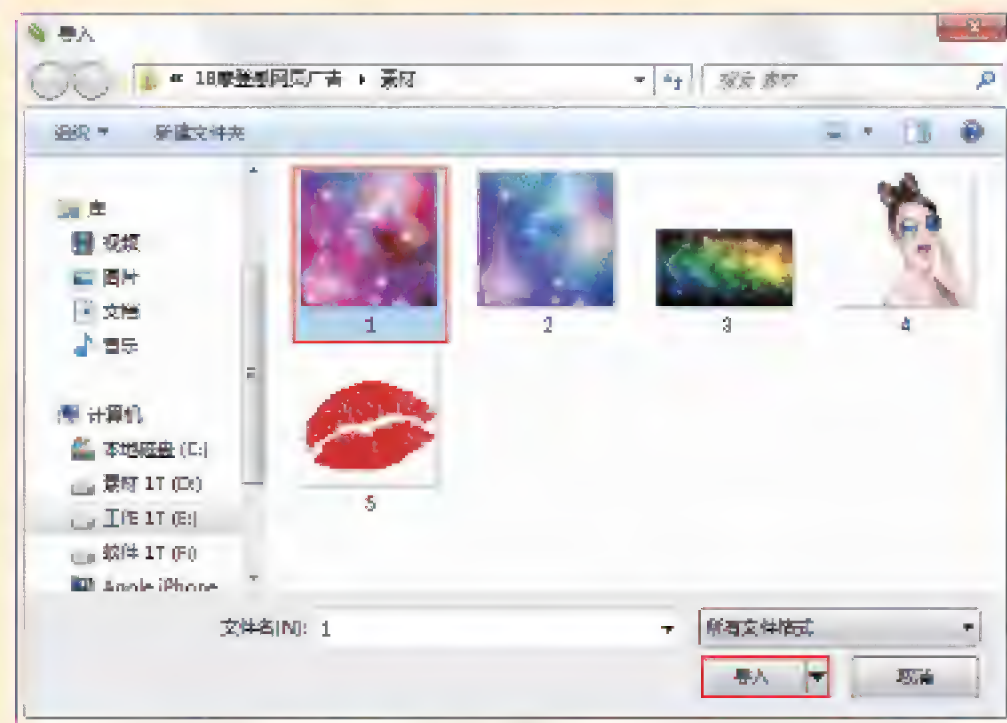 导入
« 18摩登型网页广告 ▸ 素材
搜索 素材
组织 ▾ 新建文件夹
库
视频
图片
文档
音乐
计算机
本地磁盘 (C:)
素材 1T (D:)
工作 1T (E:)
软件 1T (F:)
Apple iPhone
1
2
3
4
5
文件名(N): 1
所有文件格式
导入
取消